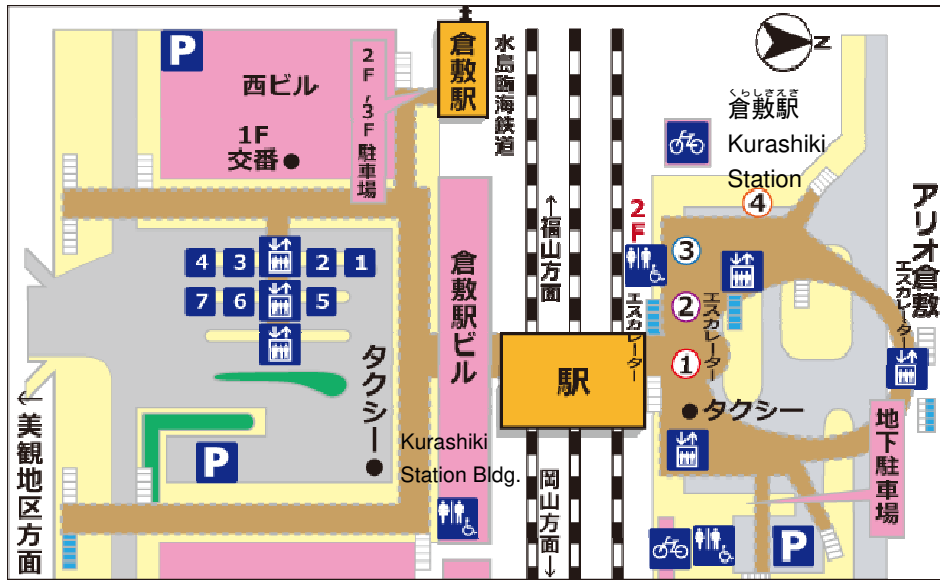 P
西ビル
1F
交番
2F/3F駐車場
倉敷駅
水島臨海鉄道
N
くらしきえき
倉敷駅
Kurashiki
Station
4
2F
3
←福山方面
アリオ倉敷
エスカレーター
4 3 2 1
7 6 5
倉敷駅ビル
エスカレーター
2
エスカレーター
1
駅
タクシー
タクシー
←美観地区方面
P
Kurashiki
Station Bldg.
岡山方面→
地下駐車場
P